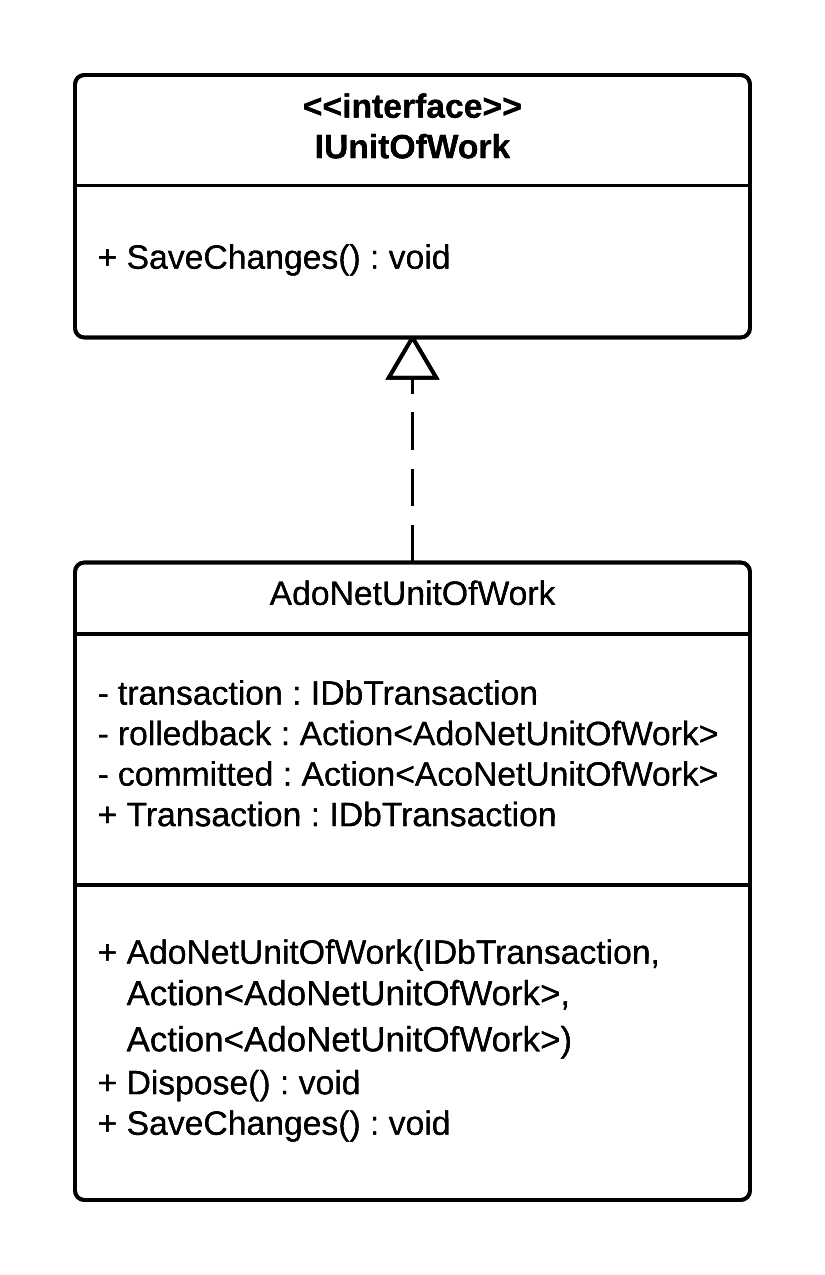 <<interface>>
IUnitOfWork
+ SaveChanges() : void
AdoNetUnitOfWork
- transaction : IDbTransaction
- rolledback : Action<AdoNetUnitOfWork>
- committed : Action<AcoNetUnitOfWork>
+ Transaction : IDbTransaction
+ AdoNetUnitOfWork(IDbTransaction,
Action<AdoNetUnitOfWork>,
Action<AdoNetUnitOfWork>)
+ Dispose() : void
+ SaveChanges() : void